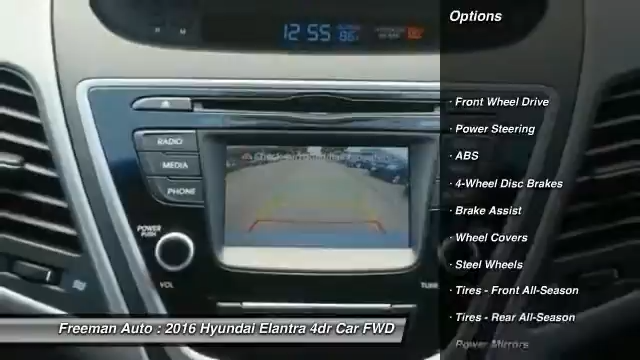 Options
12:55
86
RADIO
MEDIA
PHONE
POWER
PUSH
VOL
TUNE
· Front Wheel Drive
· Power Steering
· ABS
· 4-Wheel Disc Brakes
· Brake Assist
· Wheel Covers
· Steel Wheels
· Tires - Front All-Season
· Tires - Rear All-Season
· Power Mirrors
Freeman Auto : 2016 Hyundai Elantra 4dr Car FWD